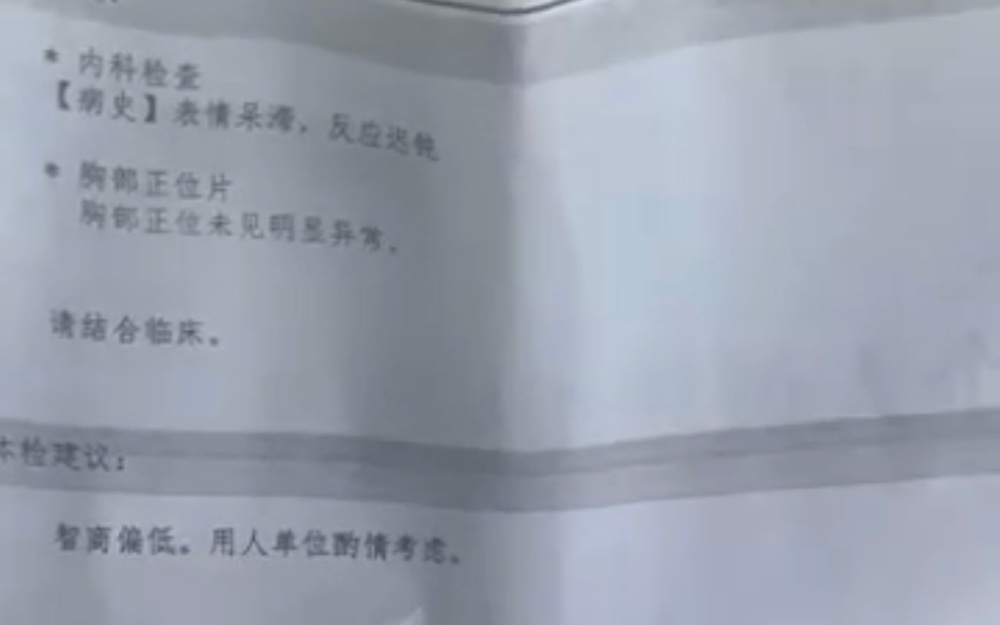 * 内科检查
【病史】表情呆滞，反应迟钝
* 胸部正位片
胸部正位未见明显异常。
请结合临床。
体检建议：
智商偏低。用人单位酌情考虑。